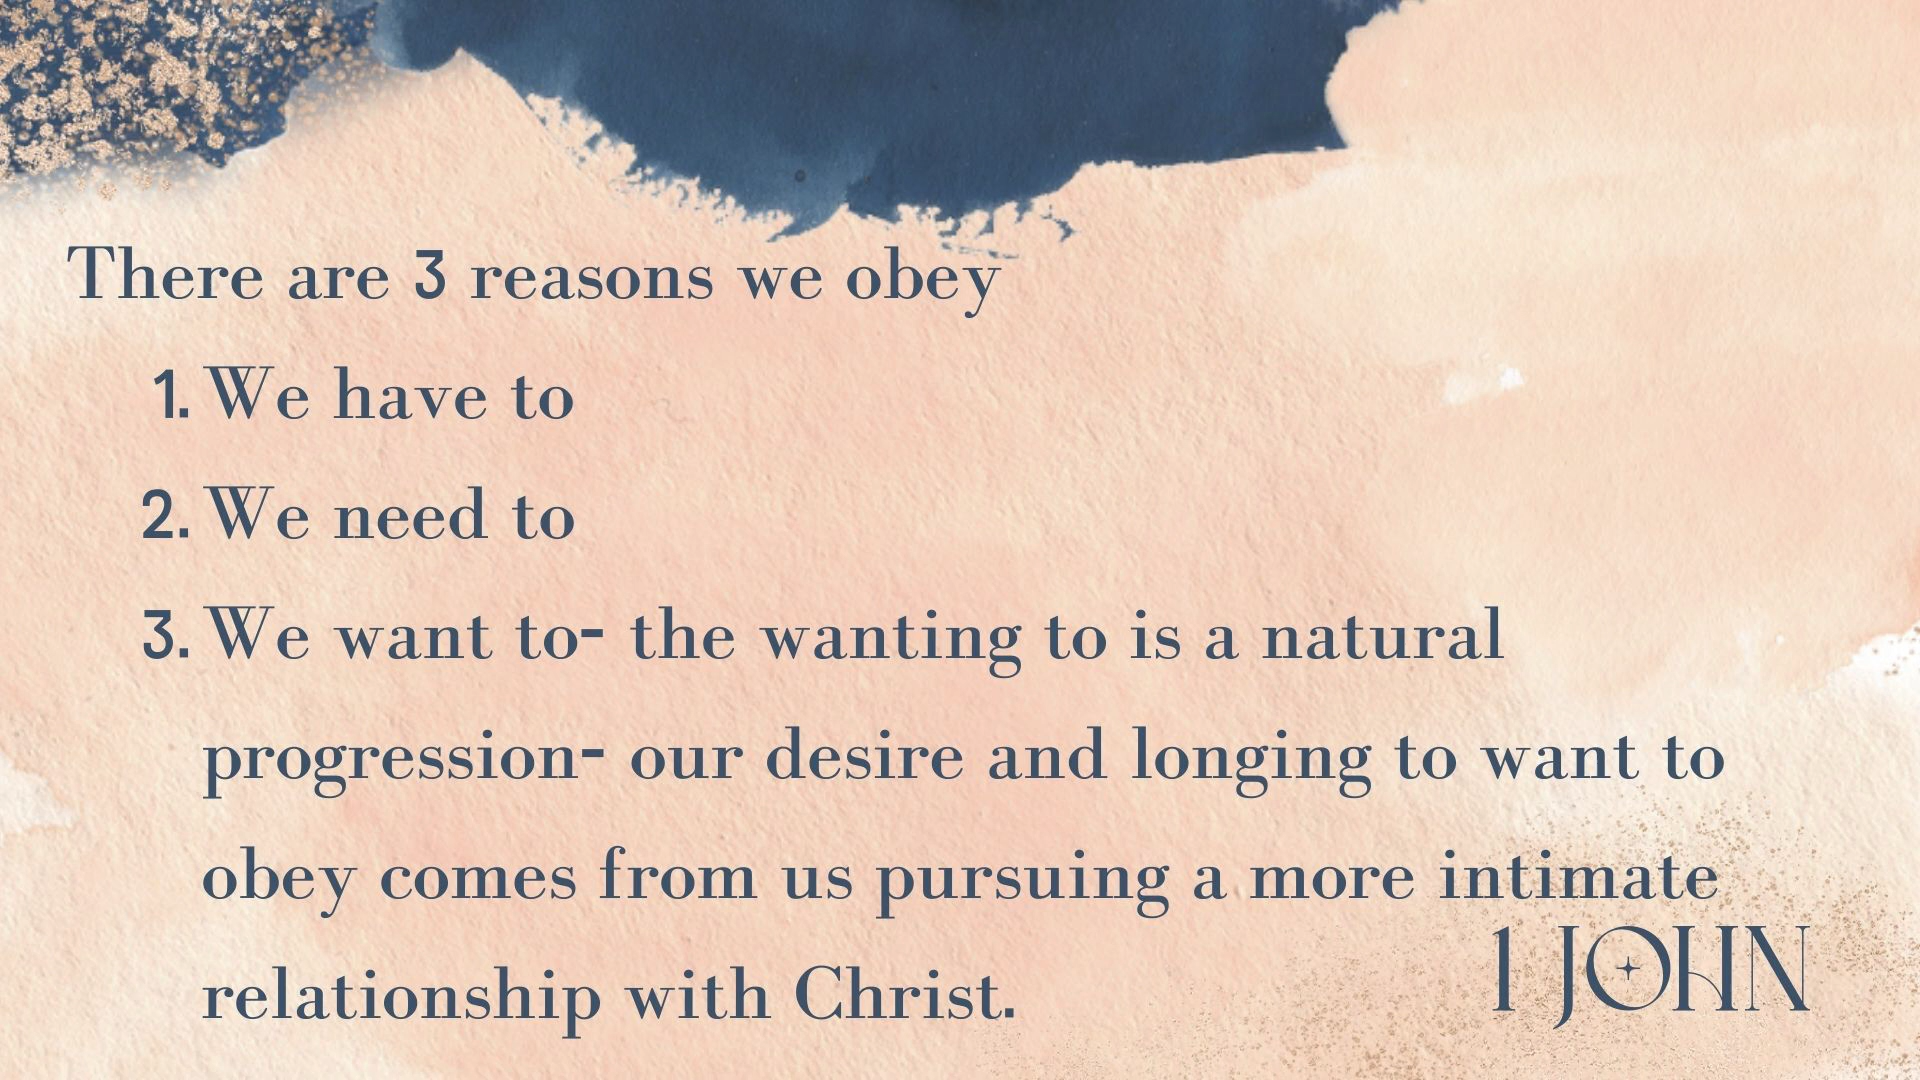 There are 3 reasons we obey
1. We have to
2. We need to
3. We want to- the wanting to is a natural
progression- our desire and longing to want to
obey comes from us pursuing a more intimate
relationship with Christ.
1 JOHN